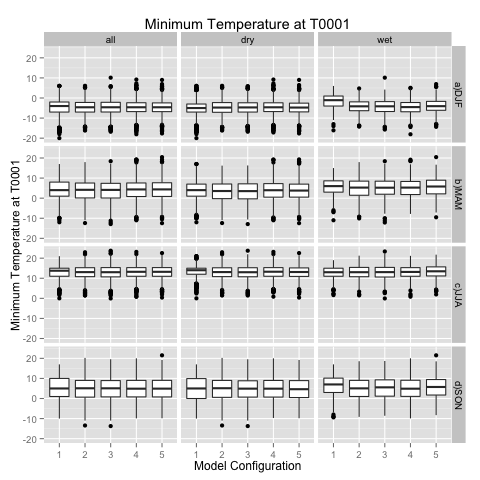 Minimum Temperature at T0001
all dry wet
20
10
0
-10
-20
a)DJF
20
10
0
-10
-20
b)MAM
20
10
0
-10
-20
c)JJA
20
10
0
-10
-20
d)SON
Minimum Temperature at T0001
1 2 3 4 5 1 2 3 4 5 1 2 3 4 5
Model Configuration